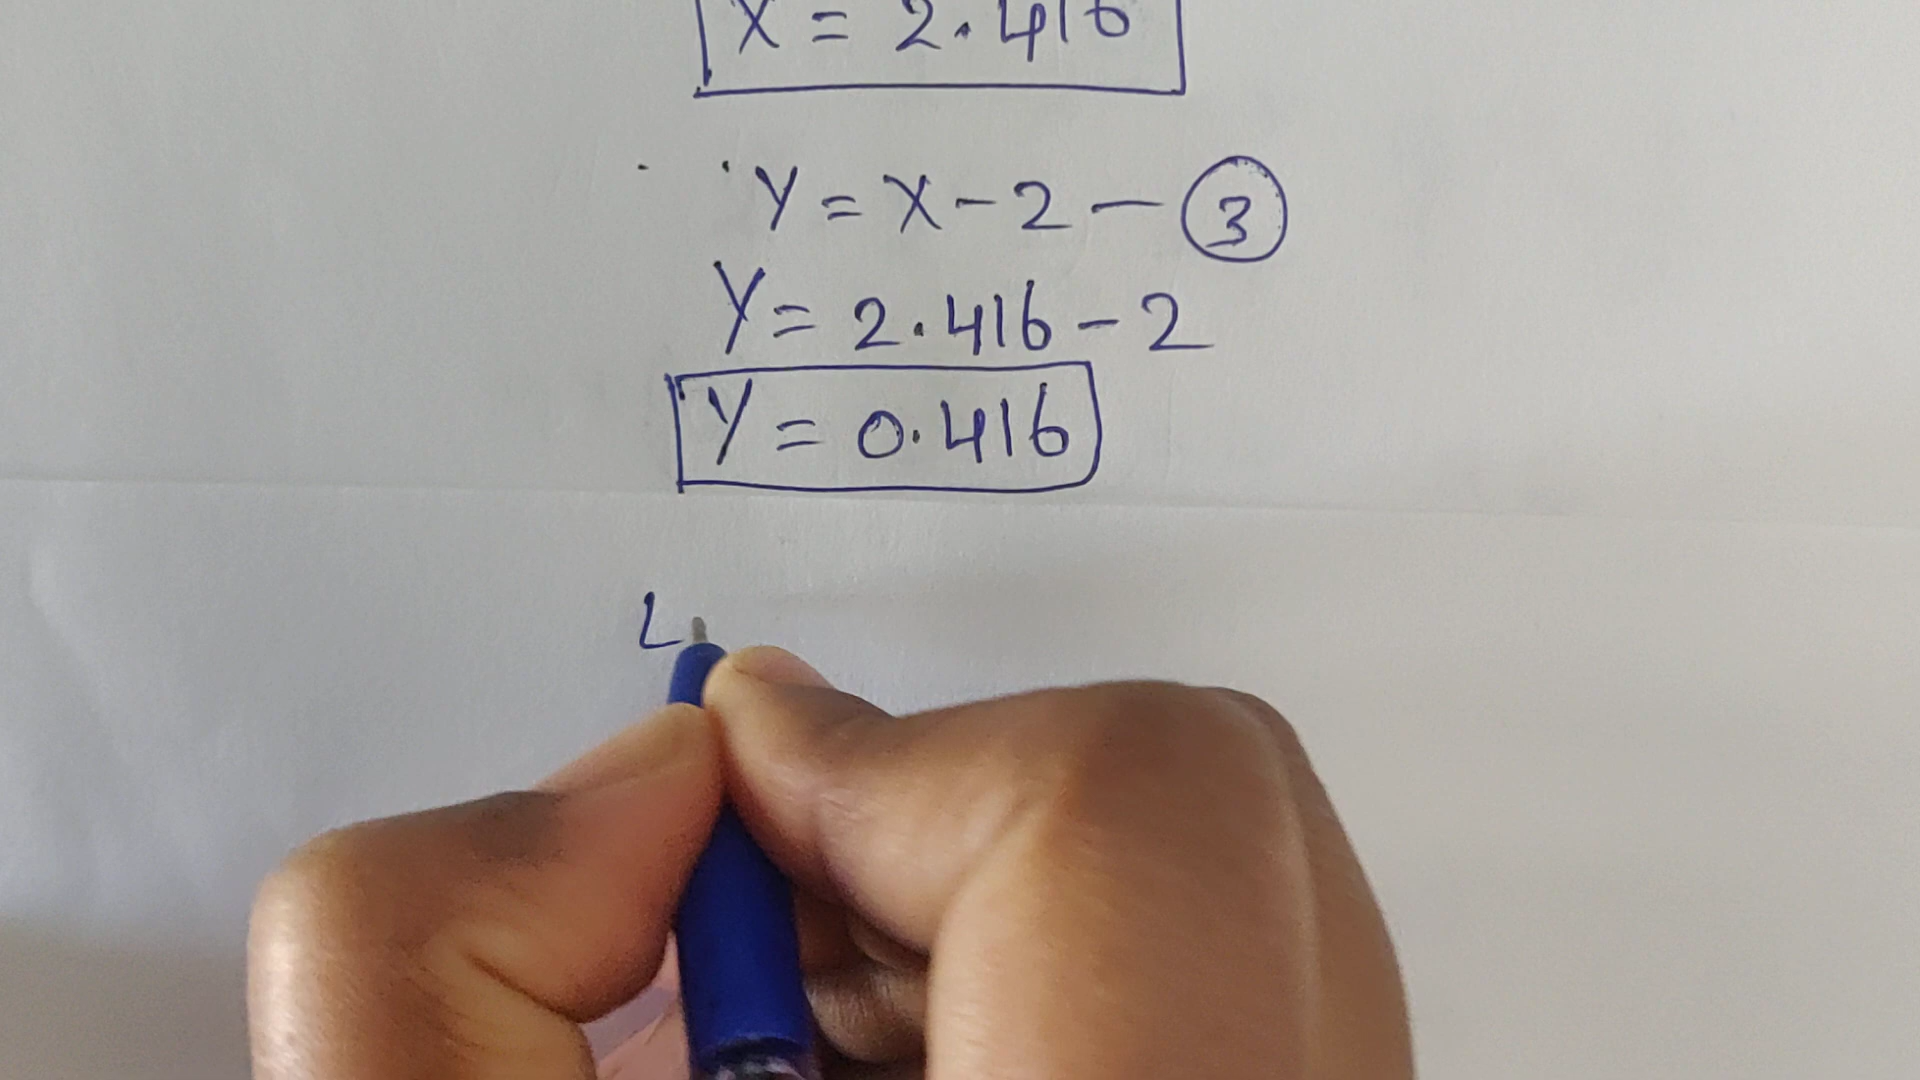 X = 2.416
Y = X - 2 — 3
Y = 2.416 - 2
Y = 0.416
L